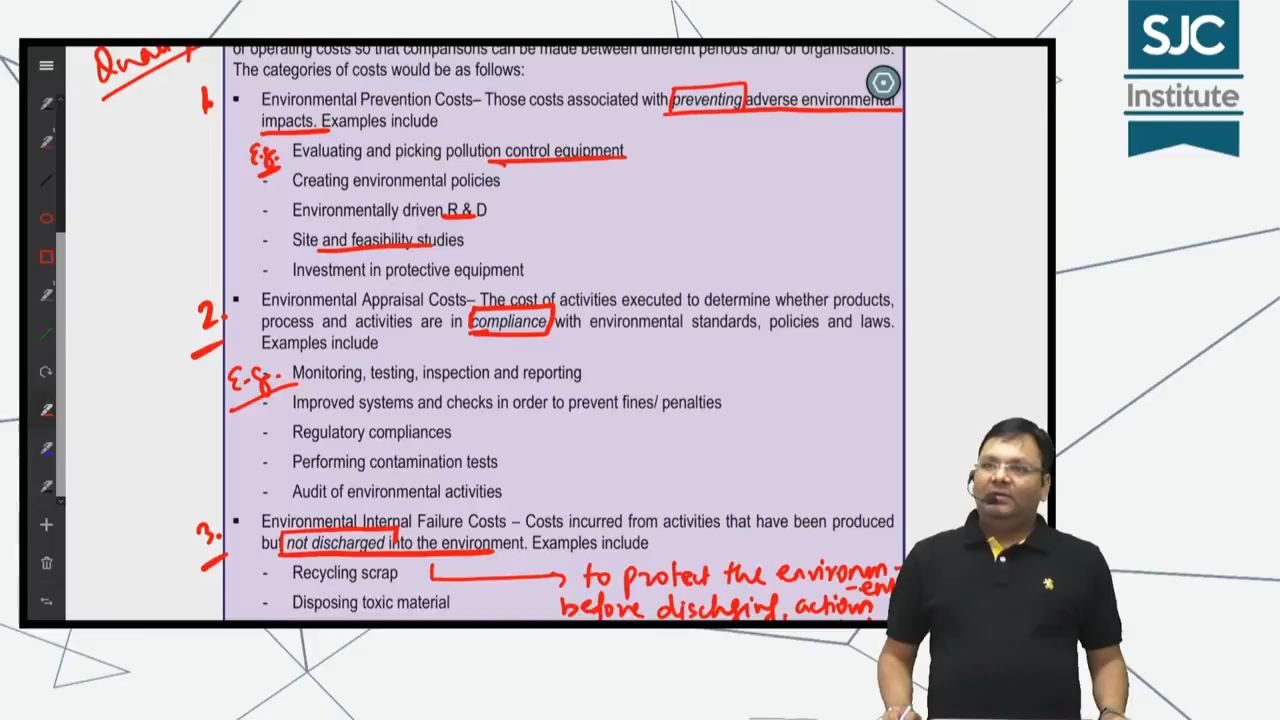 SJC
Institute
of operating costs so that comparisons can be made between different periods and/ or organisations.
The categories of costs would be as follows:
1.
▪ Environmental Prevention Costs– Those costs associated with preventing adverse environmental
impacts. Examples include
E.g.
Evaluating and picking pollution control equipment
- Creating environmental policies
- Environmentally driven R & D
- Site and feasibility studies
- Investment in protective equipment
2.
▪ Environmental Appraisal Costs– The cost of activities executed to determine whether products,
process and activities are in compliance with environmental standards, policies and laws.
Examples include
E.g.
Monitoring, testing, inspection and reporting
- Improved systems and checks in order to prevent fines/ penalties
- Regulatory compliances
- Performing contamination tests
- Audit of environmental activities
3.
▪ Environmental Internal Failure Costs – Costs incurred from activities that have been produced
but not discharged into the environment. Examples include
- Recycling scrap
to protect the environm-
-ent
- Disposing toxic material
before dischging, actions